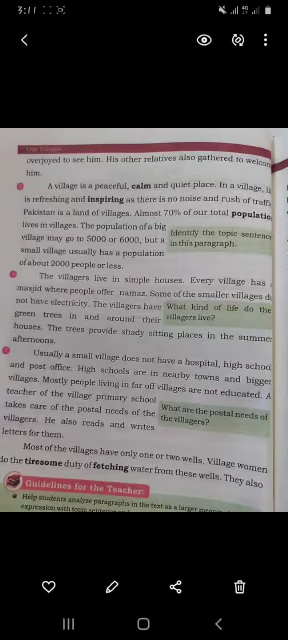 3:11
4G
Our Villages
overjoyed to see him. His other relatives also gathered to welcom
him.
A village is a peaceful, calm and quiet place. In a village,
is refreshing and inspiring as there is no noise and rush of traff
Pakistan is a land of villages. Almost 70% of our total populatio
lives in villages. The population of a big
village may go to 5000 or 6000, but a
small village usually has a population
of about 2000 people or less.
Identify the topic sentence
in this paragraph.
The villagers live in simple houses. Every village has a
masjid where people offer namaz. Some of the smaller villages do
not have electricity. The villagers have
green trees in and around their
houses. The trees provide shady sitting places in the summer
afternoons.
What kind of life do the
villagers live?
Usually a small village does not have a hospital, high schoo
and post office. High schools are in nearby towns and bigger
villages. Mostly people living in far off villages are not educated. A
teacher of the village primary school
takes care of the postal needs of the
villagers. He also reads and writes
letters for them.
What are the postal needs of
the villagers?
Most of the villages have only one or two wells. Village women
do the tiresome duty of fetching water from these wells. They also
Guidelines for the Teacher:
Help students analyze paragraphs in the text as a larger
expression with topic